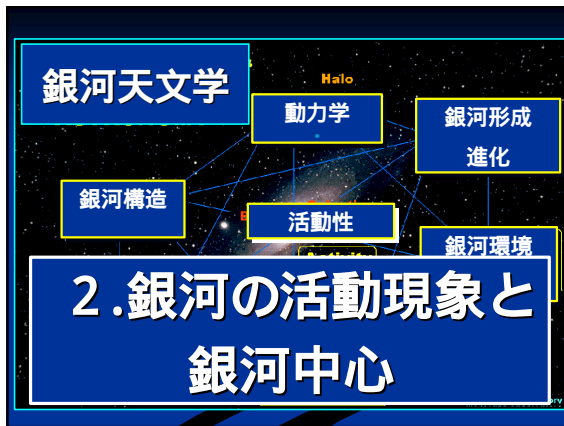 銀河天文学
Halo
動力学
銀河形成
進化
銀河構造
活動性
銀河環境
２.銀河の活動現象と
銀河中心